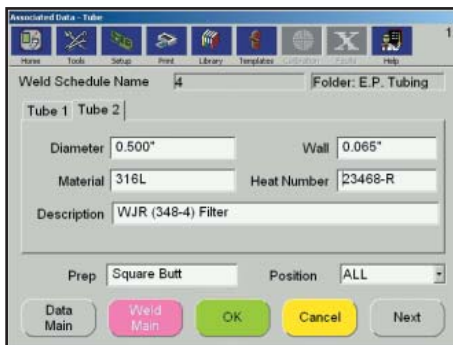 Associated Data - Tube
Home Tools Setup Print Library Templates Calibration Faults Help
1
Weld Schedule Name 4 Folder: E.P. Tubing
Tube 1 Tube 2
Diameter 0.500" Wall 0.065"
Material 316L Heat Number 23468-R
Description WJR (348-4) Filter
Prep Square Butt Position ALL
Data Main Weld Main OK Cancel Next